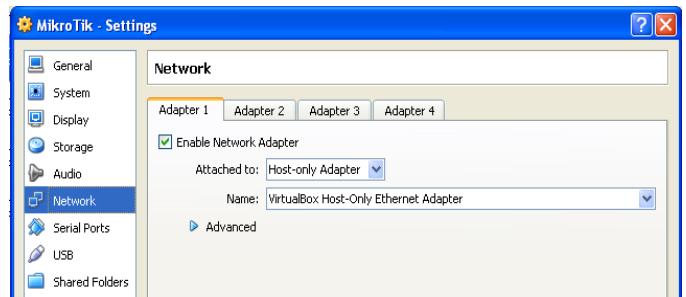 MikroTik - Settings
General
System
Display
Storage
Audio
Network
Serial Ports
USB
Shared Folders
Network
Adapter 1 Adapter 2 Adapter 3 Adapter 4
Enable Network Adapter
Attached to: Host-only Adapter
Name: VirtualBox Host-Only Ethernet Adapter
Advanced